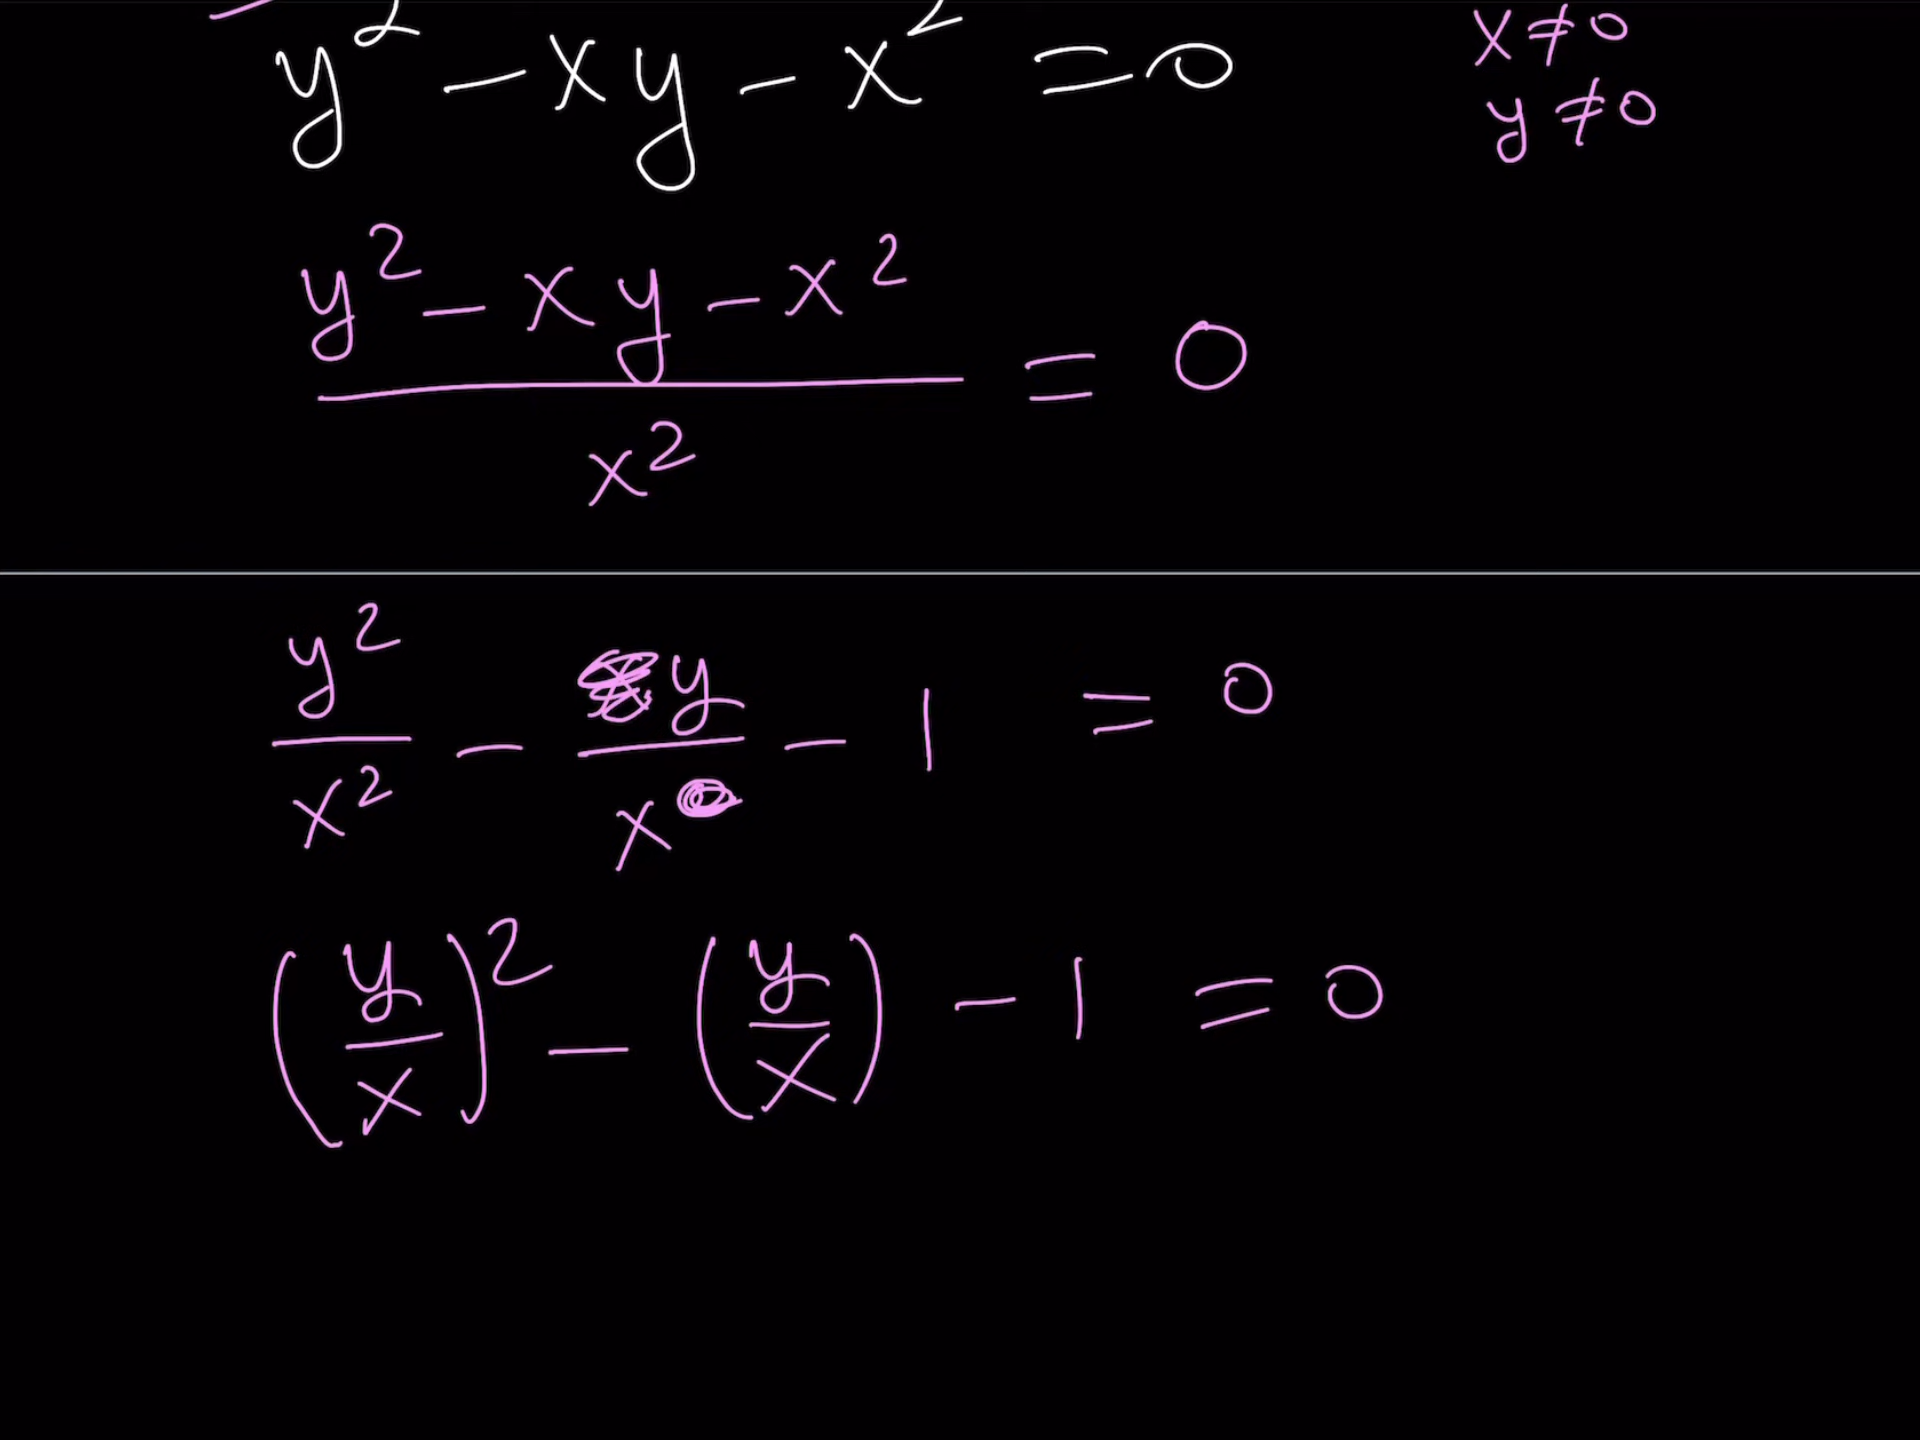 y² - xy - x² = 0
x ≠ 0
y ≠ 0
(y² - xy - x²)/x² = 0
y²/x² - y/x - 1 = 0
(y/x)² - (y/x) - 1 = 0